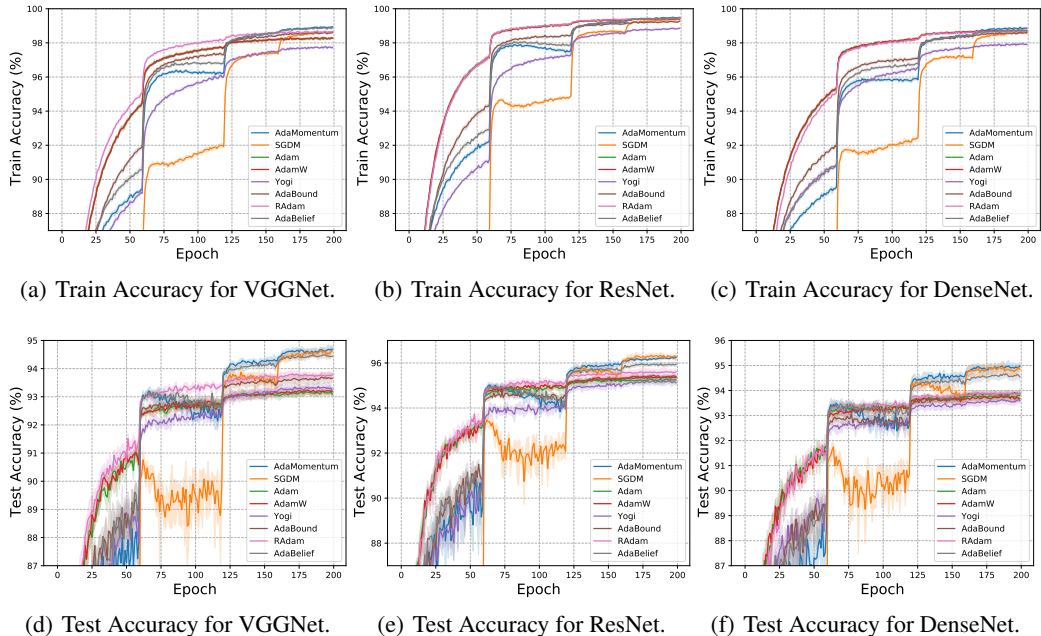 100
98
96
94
92
90
88
Train Accuracy (%)
0 25 50 75 100 125 150 175 200
Epoch
AdaMomentum
SGDM
Adam
AdamW
Yogi
AdaBound
RAdam
AdaBelief
(a) Train Accuracy for VGGNet.
100
98
96
94
92
90
88
Train Accuracy (%)
0 25 50 75 100 125 150 175 200
Epoch
AdaMomentum
SGDM
Adam
AdamW
Yogi
AdaBound
RAdam
AdaBelief
(b) Train Accuracy for ResNet.
100
98
96
94
92
90
88
Train Accuracy (%)
0 25 50 75 100 125 150 175 200
Epoch
AdaMomentum
SGDM
Adam
AdamW
Yogi
AdaBound
RAdam
AdaBelief
(c) Train Accuracy for DenseNet.
95
94
93
92
91
90
89
88
87
Test Accuracy (%)
0 25 50 75 100 125 150 175 200
Epoch
AdaMomentum
SGDM
Adam
AdamW
Yogi
AdaBound
RAdam
AdaBelief
(d) Test Accuracy for VGGNet.
96
94
92
90
88
Test Accuracy (%)
0 25 50 75 100 125 150 175 200
Epoch
AdaMomentum
SGDM
Adam
AdamW
Yogi
AdaBound
RAdam
AdaBelief
(e) Test Accuracy for ResNet.
96
95
94
93
92
91
90
89
88
87
Test Accuracy (%)
0 25 50 75 100 125 150 175 200
Epoch
AdaMomentum
SGDM
Adam
AdamW
Yogi
AdaBound
RAdam
AdaBelief
(f) Test Accuracy for DenseNet.